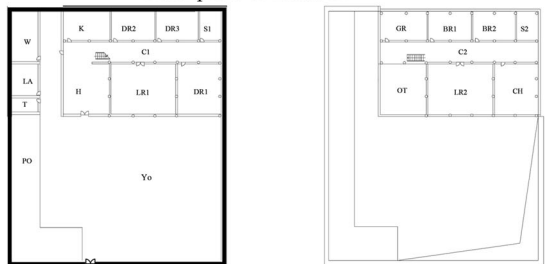 K DR2 DR3 S1
W
C1
LA
H LR1 DR1
T
PO
Yo
GR BR1 BR2 S2
C2
OT LR2 CH